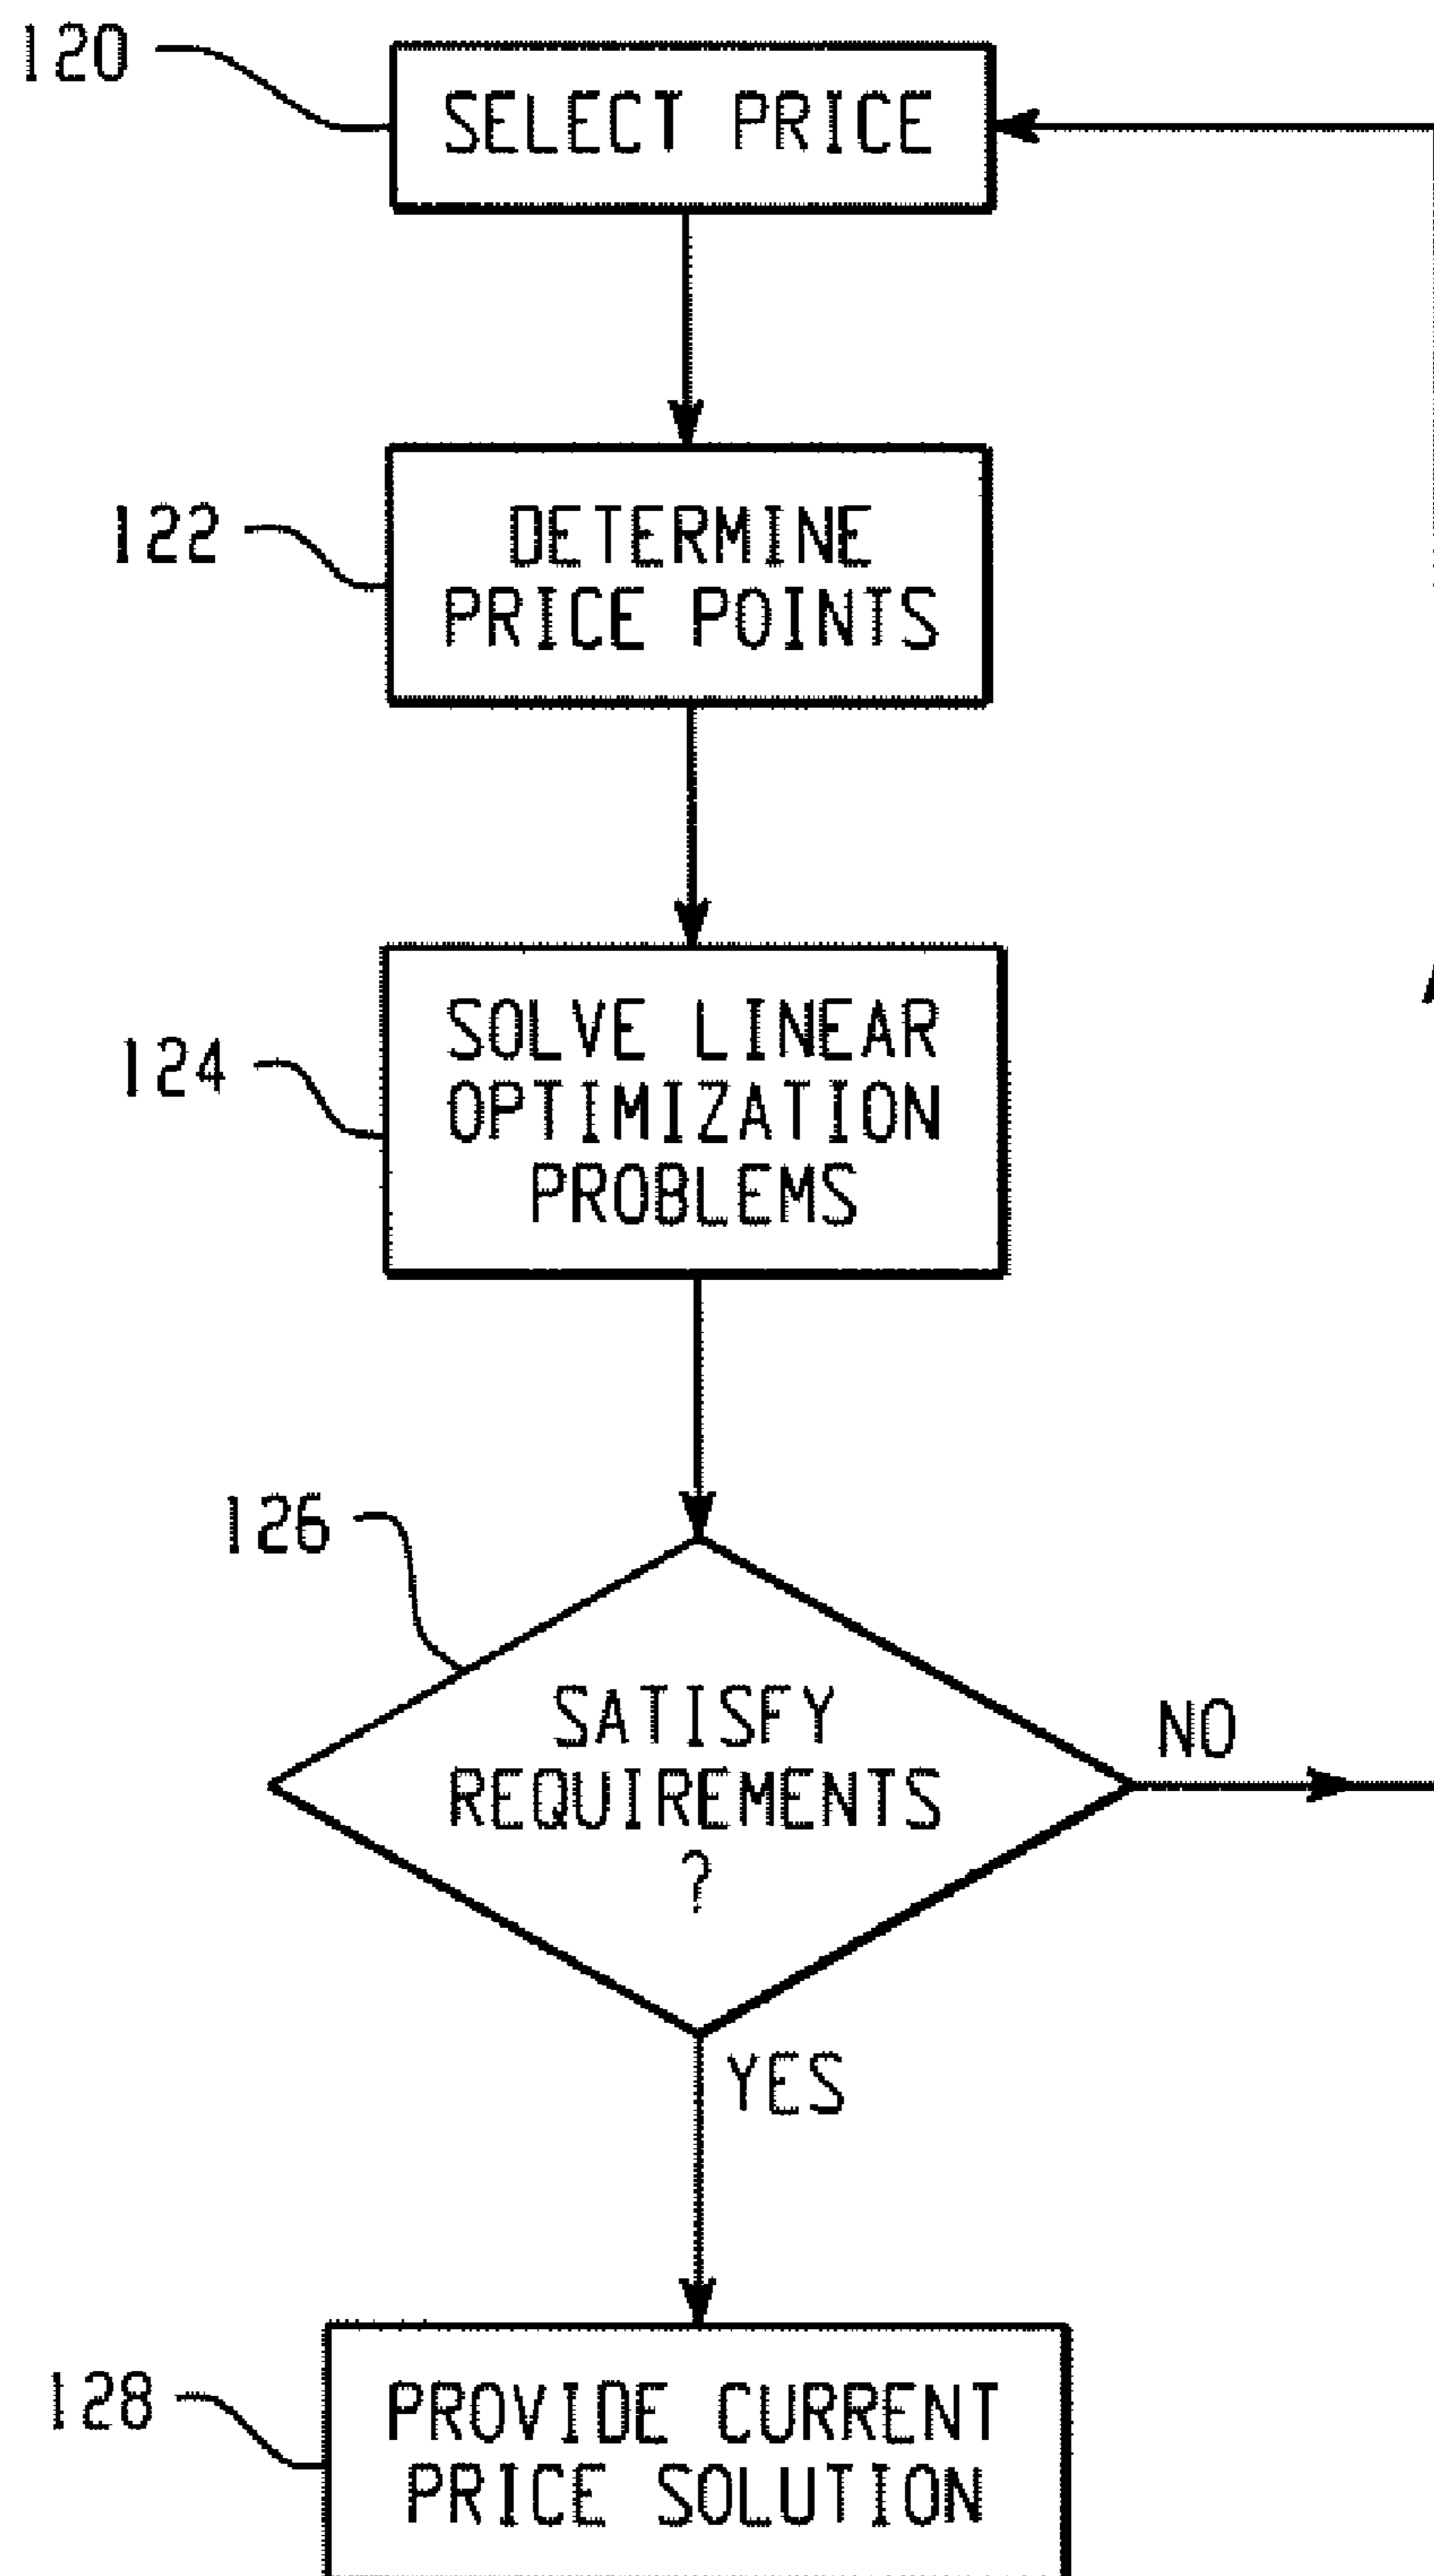 120
SELECT PRICE
122
DETERMINE
PRICE POINTS
124
SOLVE LINEAR
OPTIMIZATION
PROBLEMS
126
SATISFY
REQUIREMENTS
?
NO
YES
128
PROVIDE CURRENT
PRICE SOLUTION